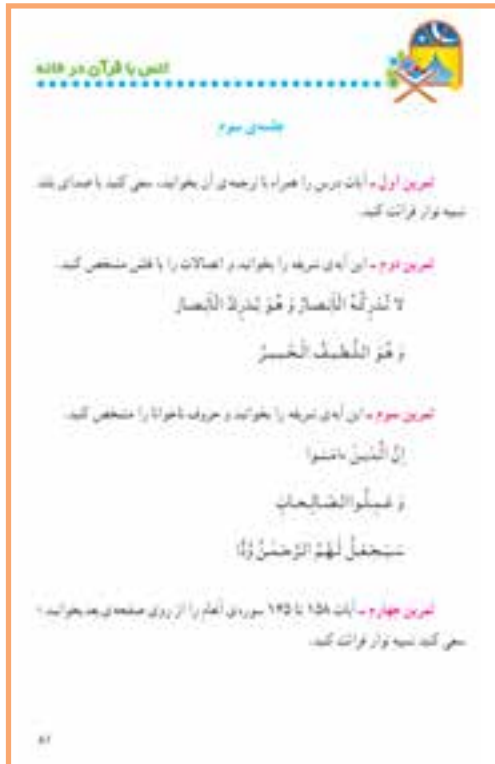 انس با قرآن در خانه
جلسه‌ی سوم
تمرین اول ـ آیات درس را همراه با ترجمه‌ی آن بخوانید، سعی کنید با صدای بلند
شبیه نوار قرائت کنید.
تمرین دوم ـ این آیه‌ی شریفه را بخوانید و اتصالات را با فلش مشخص کنید.
لا تُدرِكُهُ الْاَبصارُ وَ هُوَ يُدرِكُ الْاَبصارَ
وَ هُوَ اللَّطيفُ الْخَبيرُ
تمرین سوم ـ این آیه‌ی شریفه را بخوانید و حروف ناخوانا را مشخص کنید.
اِنَّ الَّذينَ ءامَنوا
وَ عَمِلُوا الصّالِحاتِ
سَيَجعَلُ لَهُمُ الرَّحمٰنُ وُدًّا
تمرین چهارم ـ آیات ۱۵۸ تا ۱۶۵ سوره‌ی انعام را از روی صفحه‌ی بعد بخوانید؛
سعی کنید شبیه نوار قرائت کنید.